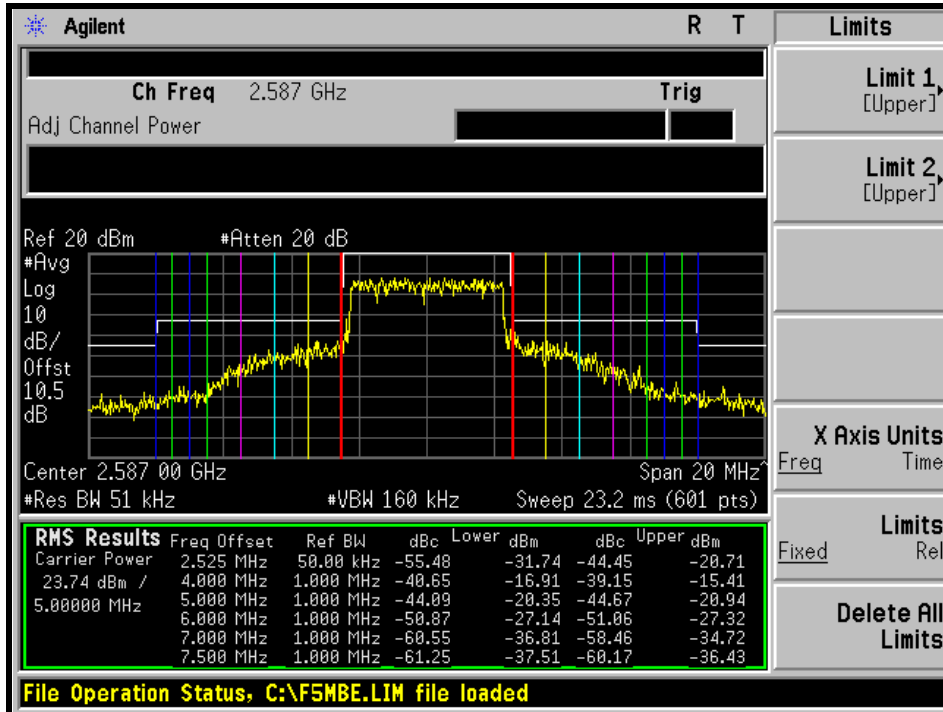 Agilent R T Limits
Ch Freq 2.587 GHz Trig
Adj Channel Power
Limit 1
[Upper]
Limit 2
[Upper]
Ref 20 dBm #Atten 20 dB
#Avg
Log
10
dB/
Offst
10.5
dB
Center 2.587 00 GHz Span 20 MHz^
#Res BW 51 kHz #VBW 160 kHz Sweep 23.2 ms (601 pts)
X Axis Units
Freq Time
Limits
Fixed Rel
Delete All
Limits
RMS Results Freq Offset Ref BW dBc Lower dBm dBc Upper dBm
Carrier Power 2.525 MHz 50.00 kHz -55.48 -31.74 -44.45 -20.71
23.74 dBm / 4.000 MHz 1.000 MHz -40.65 -16.91 -39.15 -15.41
5.00000 MHz 5.000 MHz 1.000 MHz -44.09 -20.35 -44.67 -20.94
6.000 MHz 1.000 MHz -50.87 -27.14 -51.06 -27.32
7.000 MHz 1.000 MHz -60.55 -36.81 -58.46 -34.72
7.500 MHz 1.000 MHz -61.25 -37.51 -60.17 -36.43
File Operation Status, C:\F5MBE.LIM file loaded